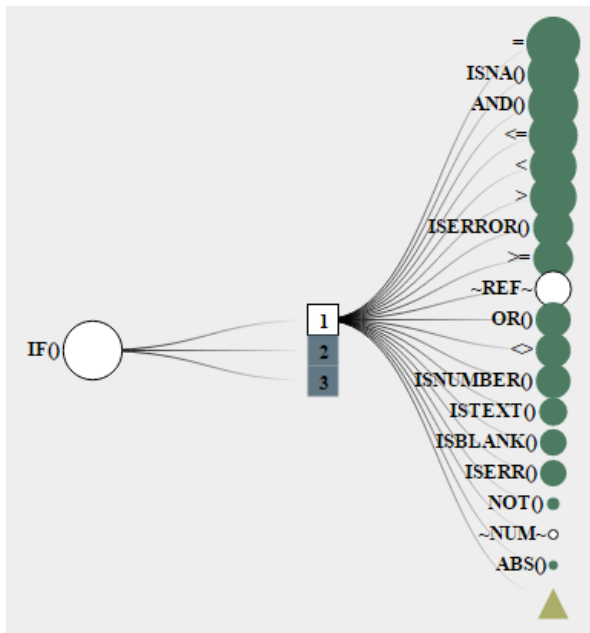 =
ISNA()
AND()
<=
<
>
ISERROR()
>=
~REF~
IF()
1
2
3
OR()
<>
ISNUMBER()
ISTEXT()
ISBLANK()
ISERR()
NOT()
~NUM~
ABS()